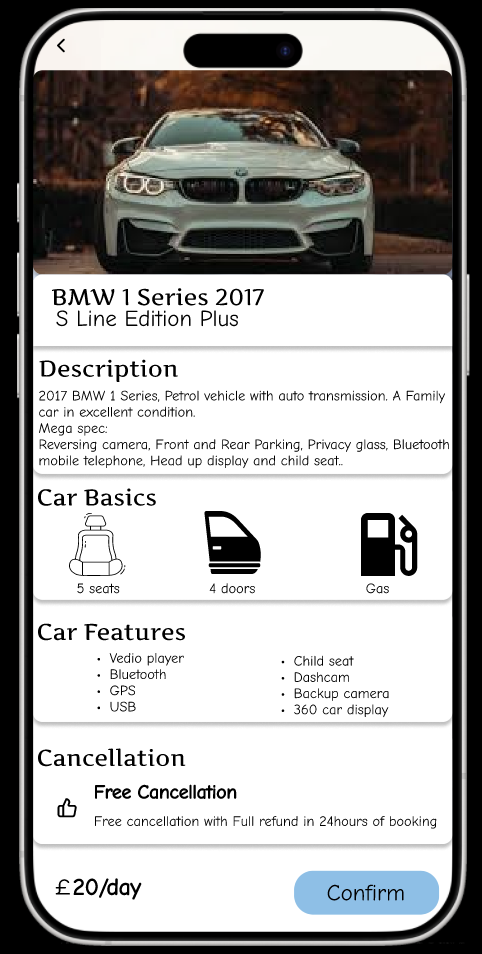 BMW 1 Series 2017
S Line Edition Plus
Description
2017 BMW 1 Series, Petrol vehicle with auto transmission. A Family
car in excellent condition.
Mega spec:
Reversing camera, Front and Rear Parking, Privacy glass, Bluetooth
mobile telephone, Head up display and child seat..
Car Basics
5 seats
4 doors
Gas
Car Features
• Vedio player
• Bluetooth
• GPS
• USB
• Child seat
• Dashcam
• Backup camera
• 360 car display
Cancellation
Free Cancellation
Free cancellation with Full refund in 24hours of booking
£20/day
Confirm